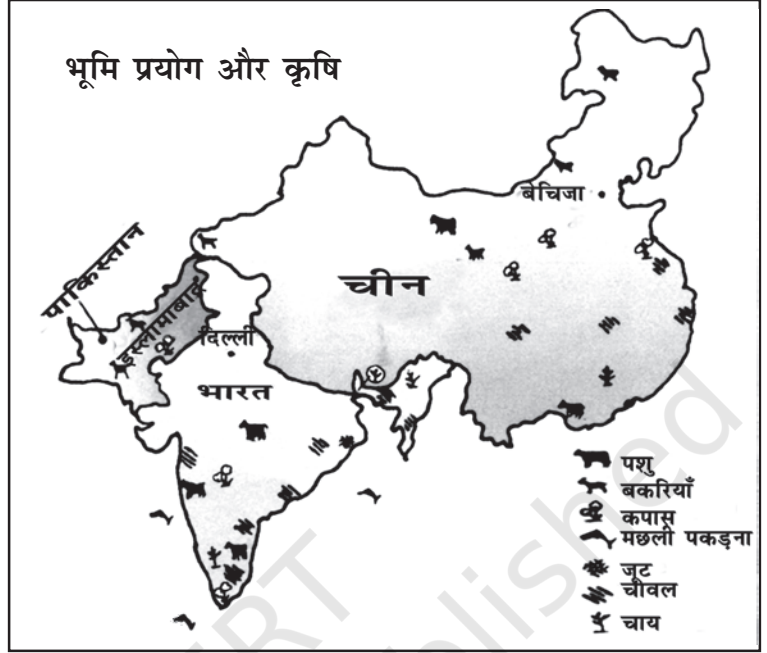 भूमि प्रयोग और कृषि
बेचिजा
पाकिस्तान
चीन
इस्लामाबाद
दिल्ली
भारत
पशु
बकरियाँ
कपास
मछली पकड़ना
जूट
चावल
चाय